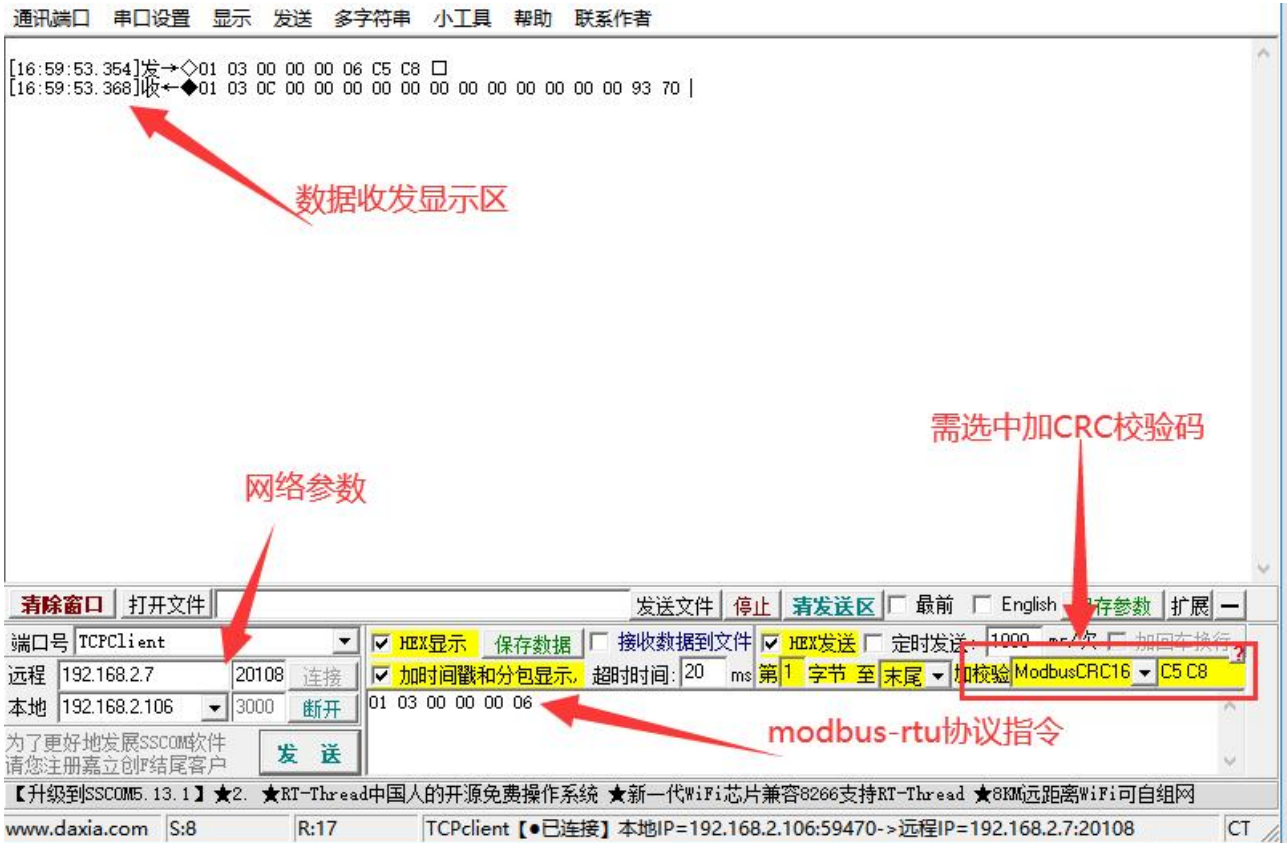 通讯端口 串口设置 显示 发送 多字符串 小工具 帮助 联系作者
[16:59:53.354]发→◇01 03 00 00 00 06 C5 C8 □
[16:59:53.368]收←◆01 03 0C 00 00 00 00 00 00 00 00 00 00 00 00 93 70
数据收发显示区
需选中加CRC校验码
网络参数
清除窗口 打开文件 发送文件 停止 清发送区 最前 English 存参数 扩展 —
端口号 TCPClient HEX显示 保存数据 接收数据到文件 HEX发送 定时发送: 1000 ms/次 加回车换行
远程 192.168.2.7 20108 连接 加时间戳和分包显示, 超时时间: 20 ms 第1 字节 至 末尾 加校验 ModbusCRC16 C5 C8 ?
本地 192.168.2.106 3000 断开 01 03 00 00 00 06
modbus-rtu协议指令
为了更好地发展SSCOM软件
请您注册嘉立创F结尾客户
发 送
【升级到SSCOM5.13.1】★2. ★RT-Thread中国人的开源免费操作系统 ★新一代WiFi芯片兼容8266支持RT-Thread ★8KM远距离WiFi可自组网
www.daxia.com S:8 R:17 TCPclient【●已连接】本地IP=192.168.2.106:59470->远程IP=192.168.2.7:20108 CT